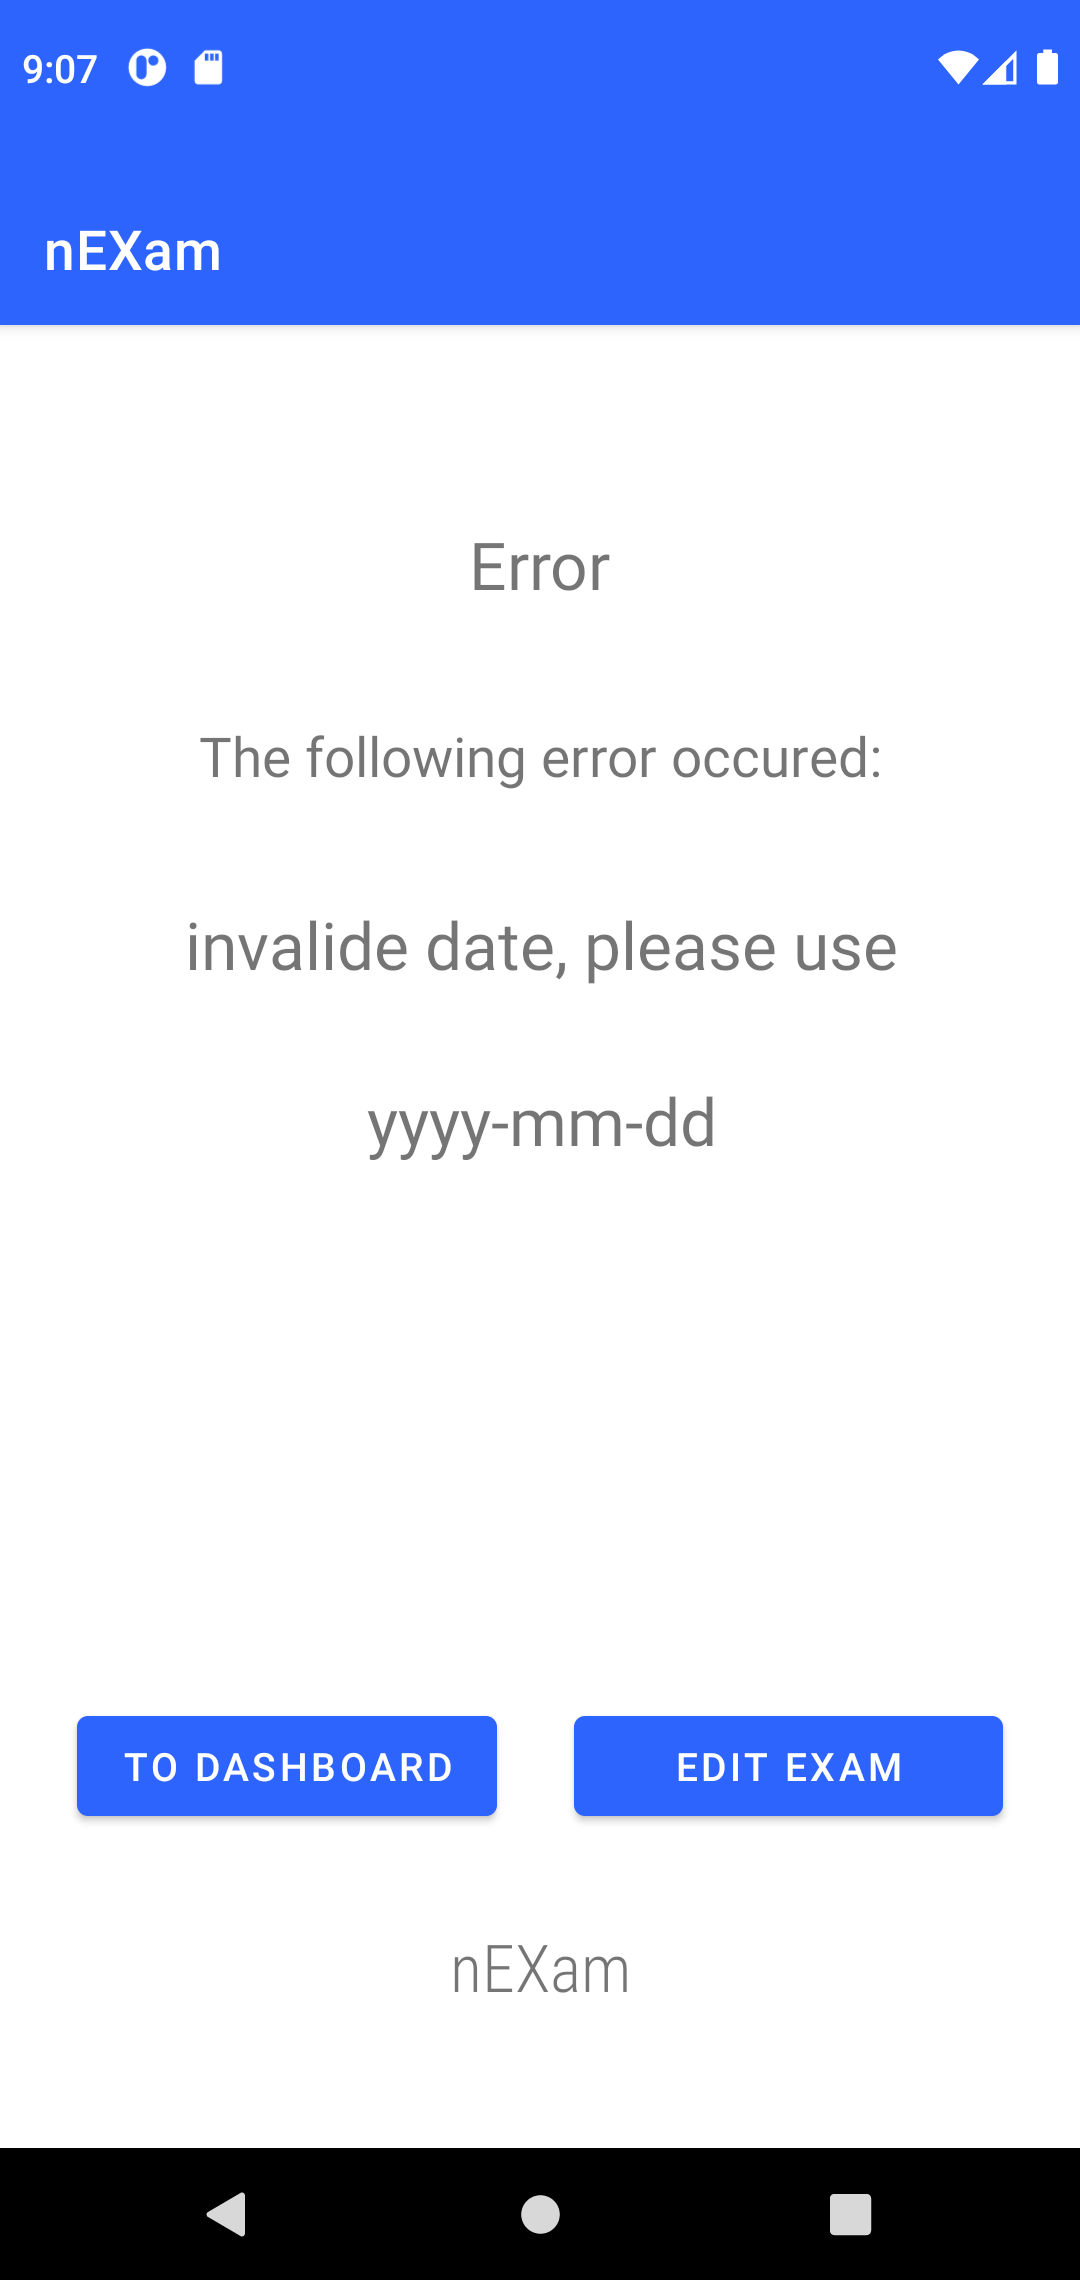 9:07
nEXam
Error
The following error occured:
invalide date, please use
yyyy-mm-dd
TO DASHBOARD
EDIT EXAM
nEXam